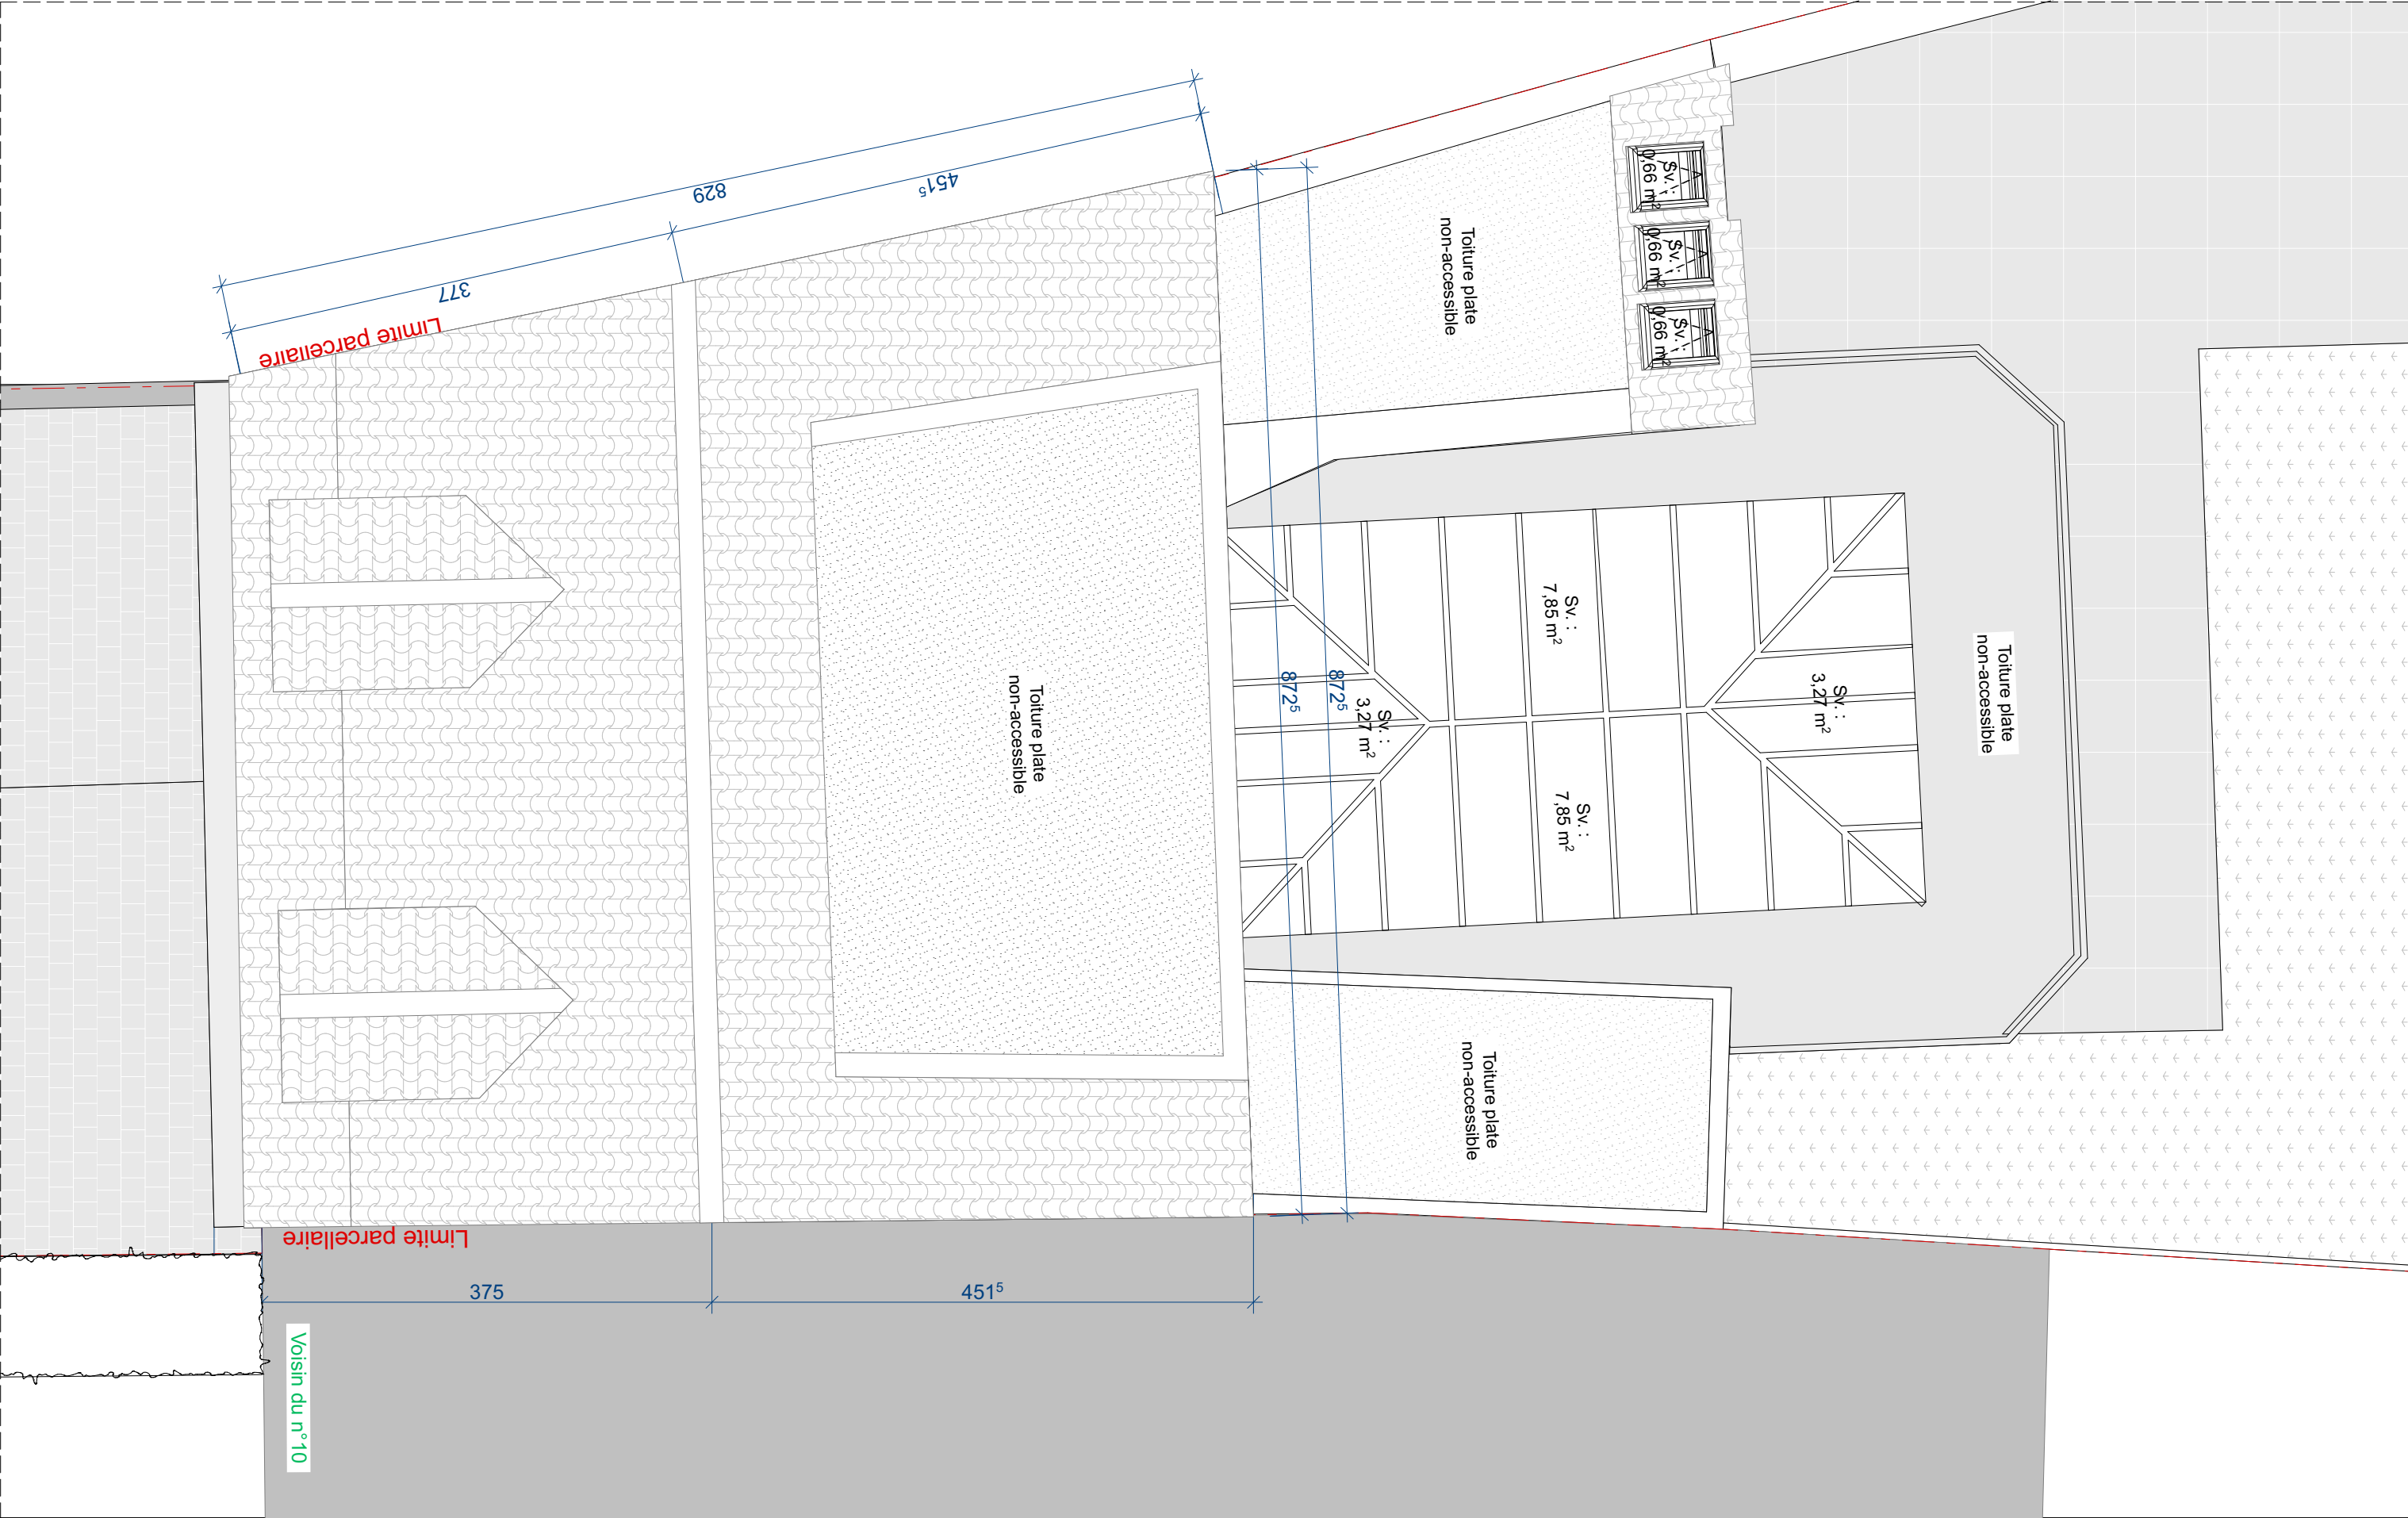 829
451⁵
377
Limite parcellaire
Toiture plate
non-accessible
Sv. :
0,66 m²
Sv. :
0,66 m²
Sv. :
0,66 m²
Toiture plate
non-accessible
872⁵
872⁵
Sv. :
3,27 m²
Sv. :
7,85 m²
Sv. :
7,85 m²
Sv. :
3,27 m²
Toiture plate
non-accessible
Toiture plate
non-accessible
Limite parcellaire
375
451⁵
Voisin du n°10